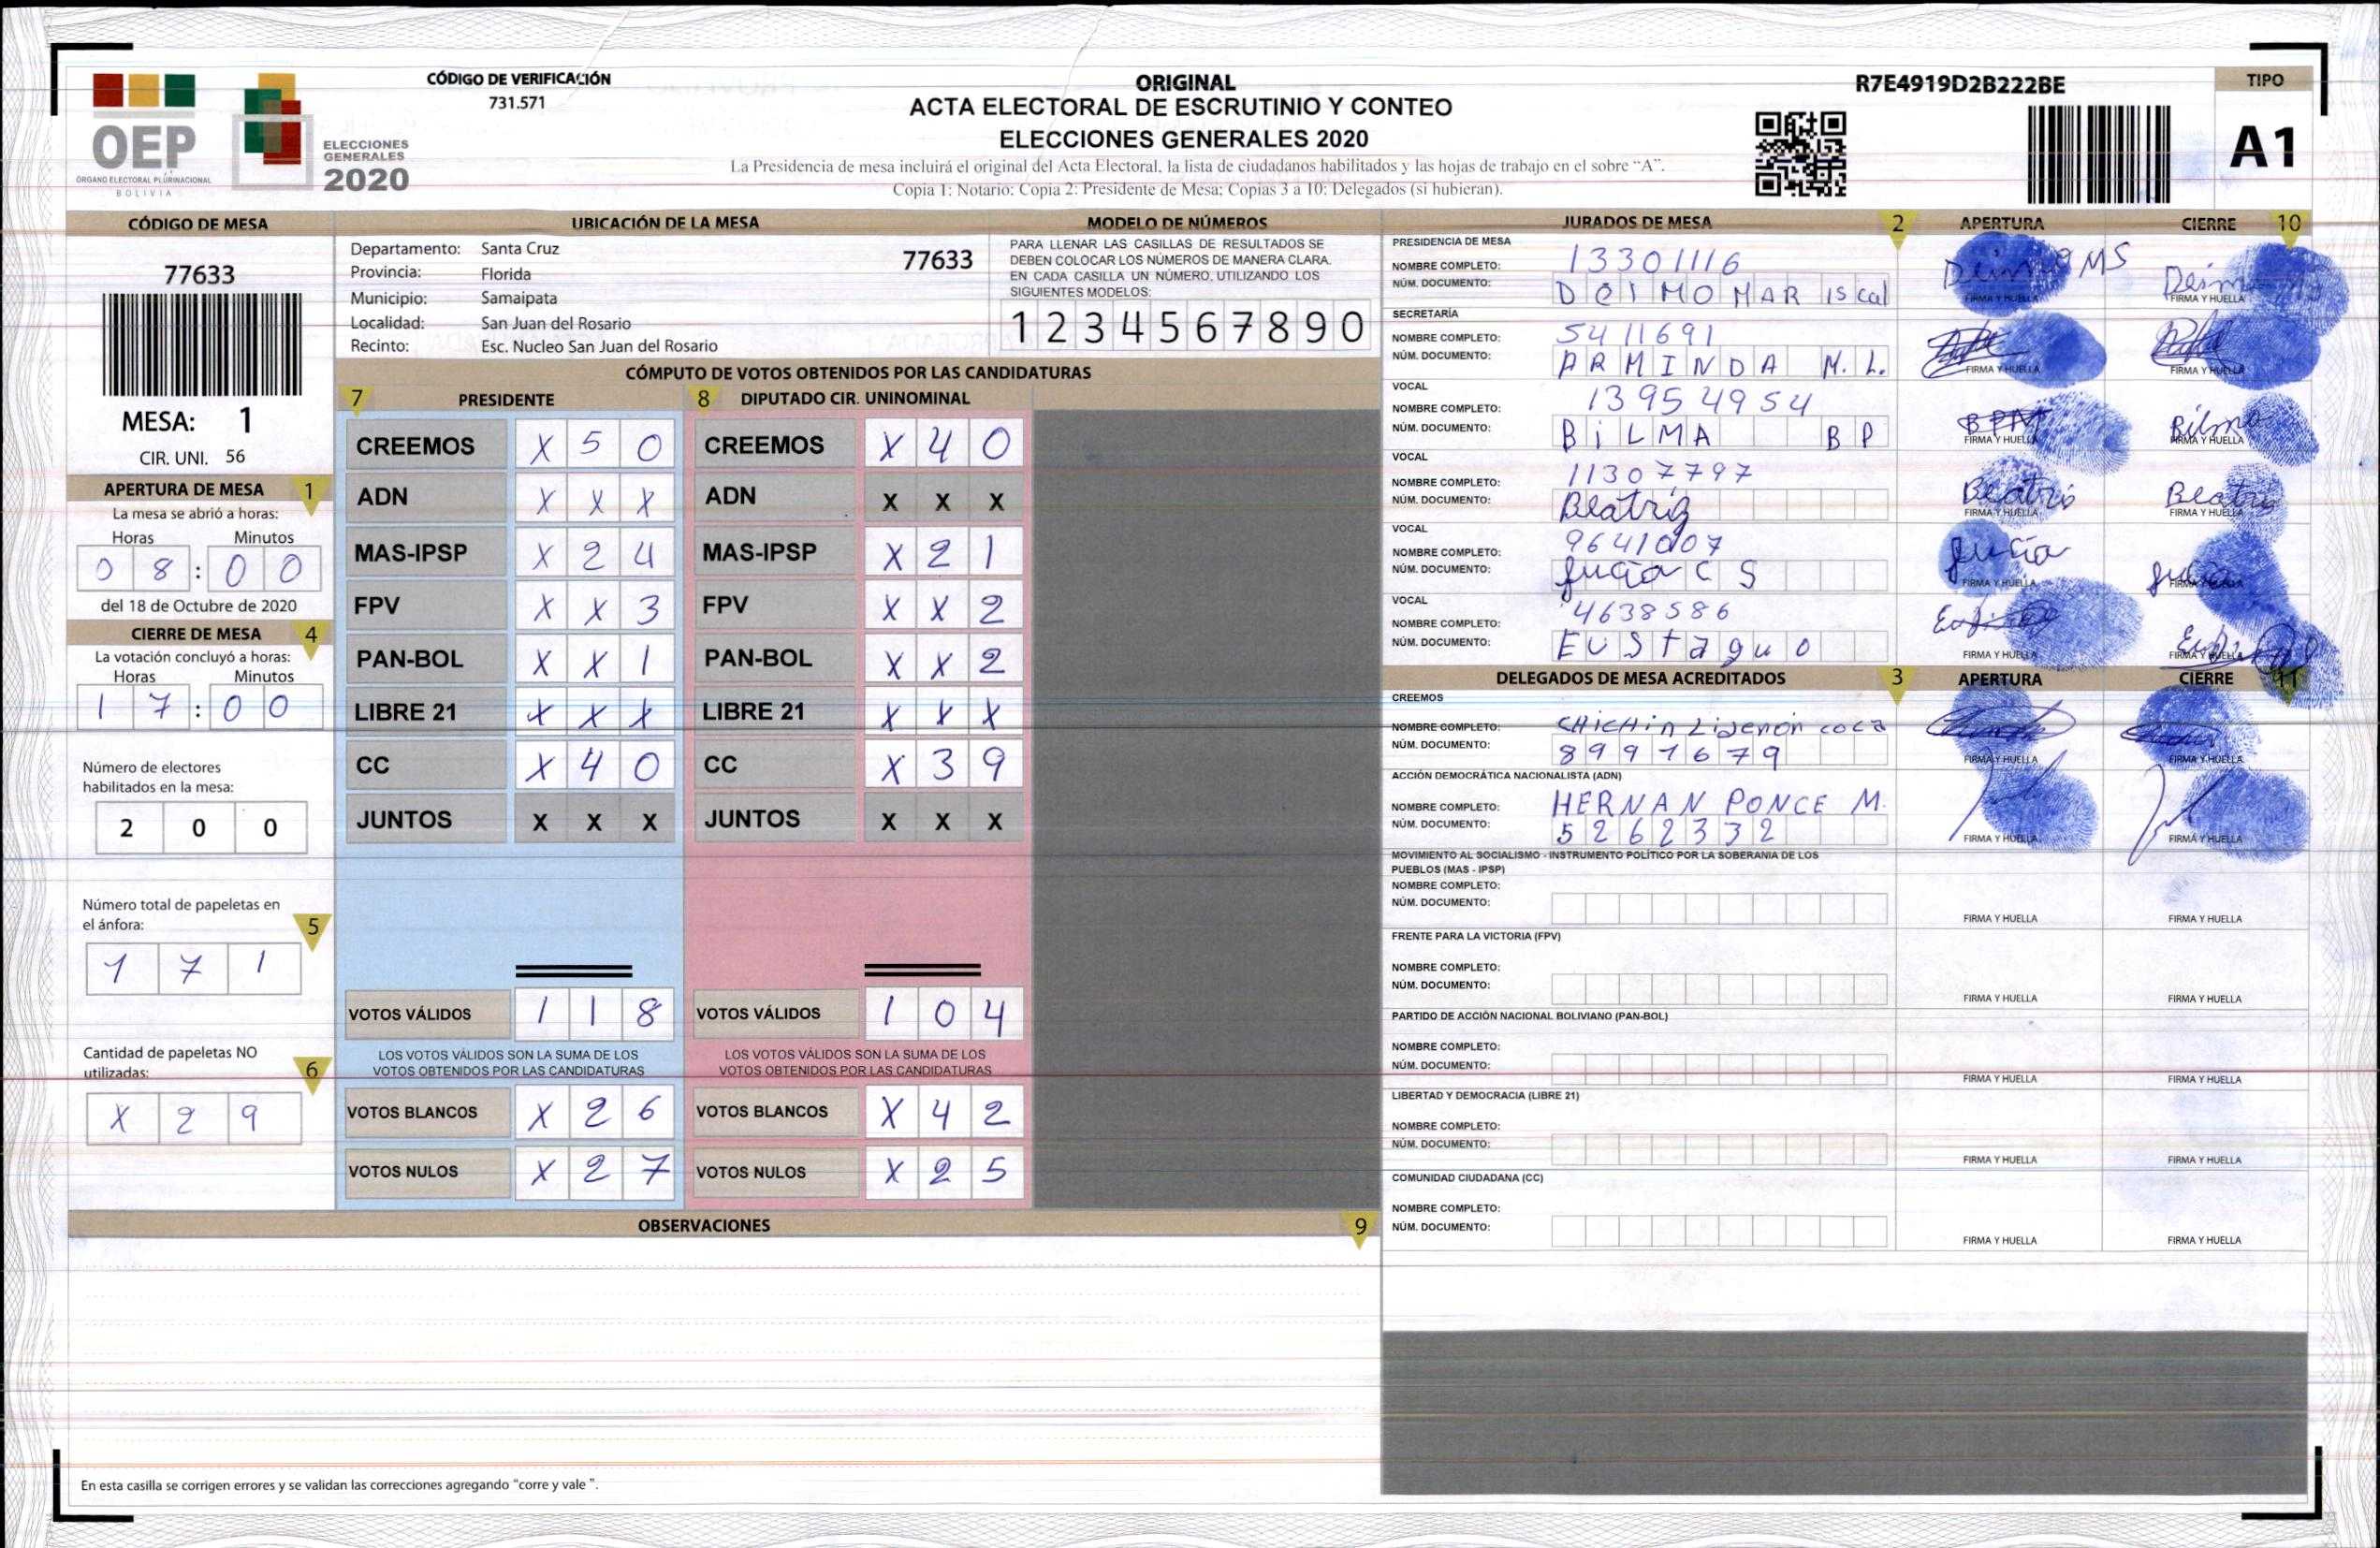 CÓDIGO DE VERIFICACIÓN
731.571
ORIGINAL
ACTA ELECTORAL DE ESCRUTINIO Y CONTEO
ELECCIONES GENERALES 2020
La Presidencia de mesa incluirá el original del Acta Electoral, la lista de ciudadanos habilitados y las hojas de trabajo en el sobre “A”.
Copia 1: Notario; Copia 2: Presidente de Mesa; Copias 3 a 10: Delegados (si hubieran).
R7E4919D2B222BE
TIPO
A1
OEP
ÓRGANO ELECTORAL PLURINACIONAL
BOLIVIA
ELECCIONES
GENERALES
2020
CÓDIGO DE MESA
77633
MESA: 1
CIR. UNI. 56
APERTURA DE MESA 1
La mesa se abrió a horas:
Horas Minutos
0 8 : 0 0
del 18 de Octubre de 2020
CIERRE DE MESA 4
La votación concluyó a horas:
Horas Minutos
1 7 : 0 0
Número de electores
habilitados en la mesa:
2 0 0
Número total de papeletas en
el ánfora: 5
1 7 1
Cantidad de papeletas NO
utilizadas: 6
X 2 9
UBICACIÓN DE LA MESA
Departamento: Santa Cruz 77633
Provincia: Florida
Municipio: Samaipata
Localidad: San Juan del Rosario
Recinto: Esc. Nucleo San Juan del Rosario
MODELO DE NÚMEROS
PARA LLENAR LAS CASILLAS DE RESULTADOS SE
DEBEN COLOCAR LOS NÚMEROS DE MANERA CLARA.
EN CADA CASILLA UN NÚMERO, UTILIZANDO LOS
SIGUIENTES MODELOS:
1 2 3 4 5 6 7 8 9 0
CÓMPUTO DE VOTOS OBTENIDOS POR LAS CANDIDATURAS
7 PRESIDENTE 8 DIPUTADO CIR. UNINOMINAL
CREEMOS X 5 0 CREEMOS X 4 0
ADN X X X ADN X X X
MAS-IPSP X 2 4 MAS-IPSP X 2 1
FPV X X 3 FPV X X 2
PAN-BOL X X 1 PAN-BOL X X 2
LIBRE 21 X X X LIBRE 21 X X X
CC X 4 0 CC X 3 9
JUNTOS X X X JUNTOS X X X
VOTOS VÁLIDOS 1 1 8 VOTOS VÁLIDOS 1 0 4
LOS VOTOS VÁLIDOS SON LA SUMA DE LOS LOS VOTOS VÁLIDOS SON LA SUMA DE LOS
VOTOS OBTENIDOS POR LAS CANDIDATURAS VOTOS OBTENIDOS POR LAS CANDIDATURAS
VOTOS BLANCOS X 2 6 VOTOS BLANCOS X 4 2
VOTOS NULOS X 2 7 VOTOS NULOS X 2 5
OBSERVACIONES 9
En esta casilla se corrigen errores y se validan las correcciones agregando “corre y vale ”.
JURADOS DE MESA 2 APERTURA CIERRE 10
PRESIDENCIA DE MESA
NOMBRE COMPLETO: 13301116
NÚM. DOCUMENTO:
FIRMA Y HUELLA FIRMA Y HUELLA
SECRETARÍA
NOMBRE COMPLETO: 5411691
NÚM. DOCUMENTO: ARMINDA M. L.
FIRMA Y HUELLA FIRMA Y HUELLA
VOCAL
NOMBRE COMPLETO: 13954954
NÚM. DOCUMENTO: BiLMA BP
BPM Bilma
FIRMA Y HUELLA FIRMA Y HUELLA
VOCAL
NOMBRE COMPLETO: 11307797
NÚM. DOCUMENTO: Beatriz
FIRMA Y HUELLA FIRMA Y HUELLA
VOCAL
NOMBRE COMPLETO: 9641007
NÚM. DOCUMENTO: Lucia C S
Lucia
FIRMA Y HUELLA FIRMA Y HUELLA
VOCAL
NOMBRE COMPLETO: 4638586
NÚM. DOCUMENTO: EUStaquo
FIRMA Y HUELLA FIRMA Y HUELLA
DELEGADOS DE MESA ACREDITADOS 3 APERTURA CIERRE 11
CREEMOS
NOMBRE COMPLETO: CHiCHiN coca
NÚM. DOCUMENTO: 8991679
FIRMA Y HUELLA FIRMA Y HUELLA
ACCIÓN DEMOCRÁTICA NACIONALISTA (ADN)
NOMBRE COMPLETO: HERNAN PONCE M.
NÚM. DOCUMENTO: 5262332
FIRMA Y HUELLA FIRMA Y HUELLA
MOVIMIENTO AL SOCIALISMO - INSTRUMENTO POLÍTICO POR LA SOBERANIA DE LOS
PUEBLOS (MAS - IPSP)
NOMBRE COMPLETO:
NÚM. DOCUMENTO:
FIRMA Y HUELLA FIRMA Y HUELLA
FRENTE PARA LA VICTORIA (FPV)
NOMBRE COMPLETO:
NÚM. DOCUMENTO:
FIRMA Y HUELLA FIRMA Y HUELLA
PARTIDO DE ACCIÓN NACIONAL BOLIVIANO (PAN-BOL)
NOMBRE COMPLETO:
NÚM. DOCUMENTO:
FIRMA Y HUELLA FIRMA Y HUELLA
LIBERTAD Y DEMOCRACIA (LIBRE 21)
NOMBRE COMPLETO:
NÚM. DOCUMENTO:
FIRMA Y HUELLA FIRMA Y HUELLA
COMUNIDAD CIUDADANA (CC)
NOMBRE COMPLETO:
NÚM. DOCUMENTO:
FIRMA Y HUELLA FIRMA Y HUELLA